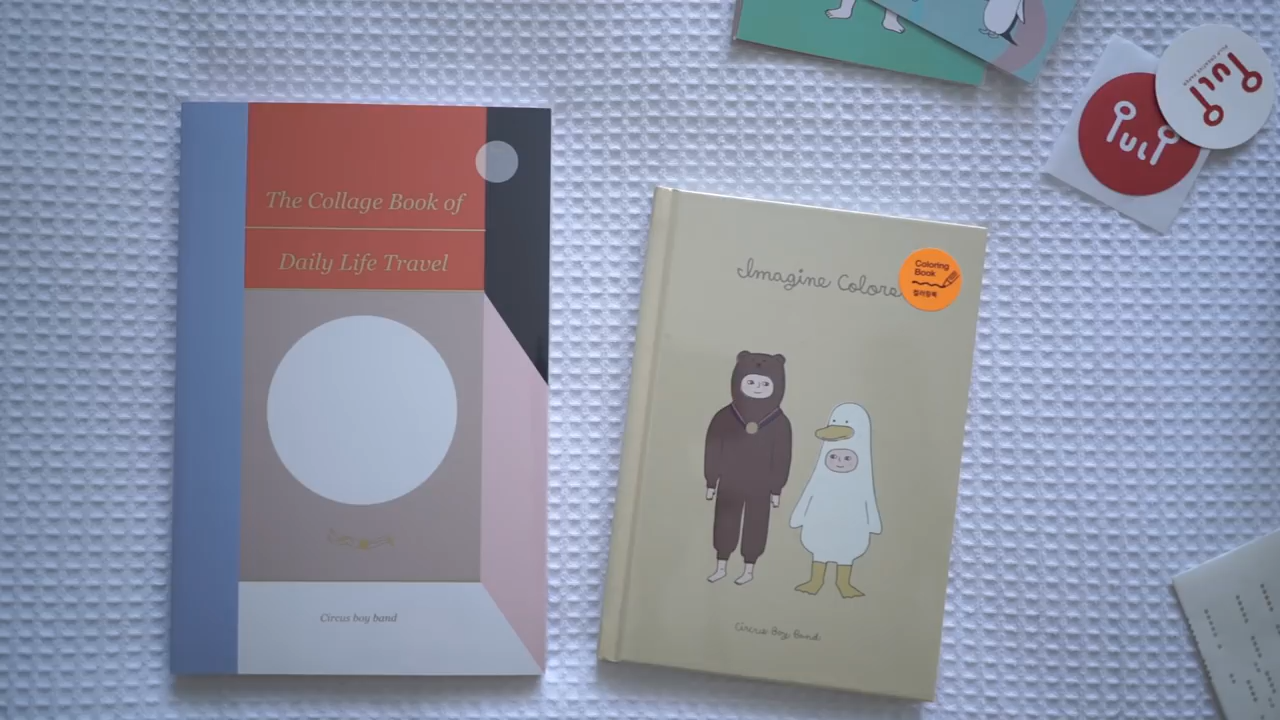 The Collage Book of
Daily Life Travel
Circus boy band
Imagine Colors
Coloring
Book
컬러링북
Circus Boy Band